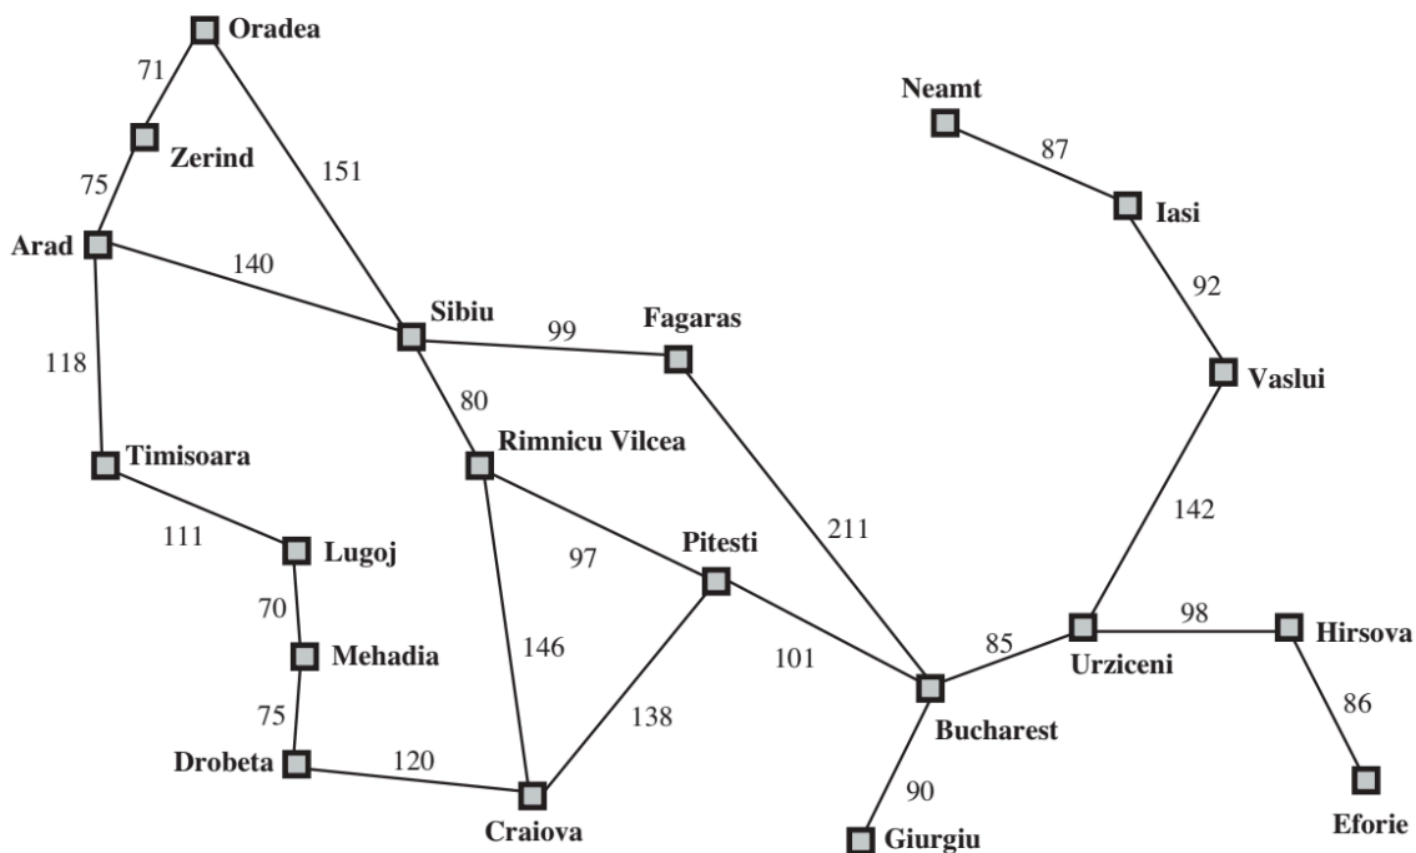 Oradea
71
Neamt
87
Zerind
151
75
Iasi
Arad
140
92
Sibiu
99
Fagaras
118
Vaslui
80
Rimnicu Vilcea
Timisoara
142
211
111
Lugoj
97
Pitesti
70
98
Hirsova
85
146
101
Mehadia
Urziceni
75
138
86
Bucharest
Drobeta
120
90
Craiova
Giurgiu
Eforie